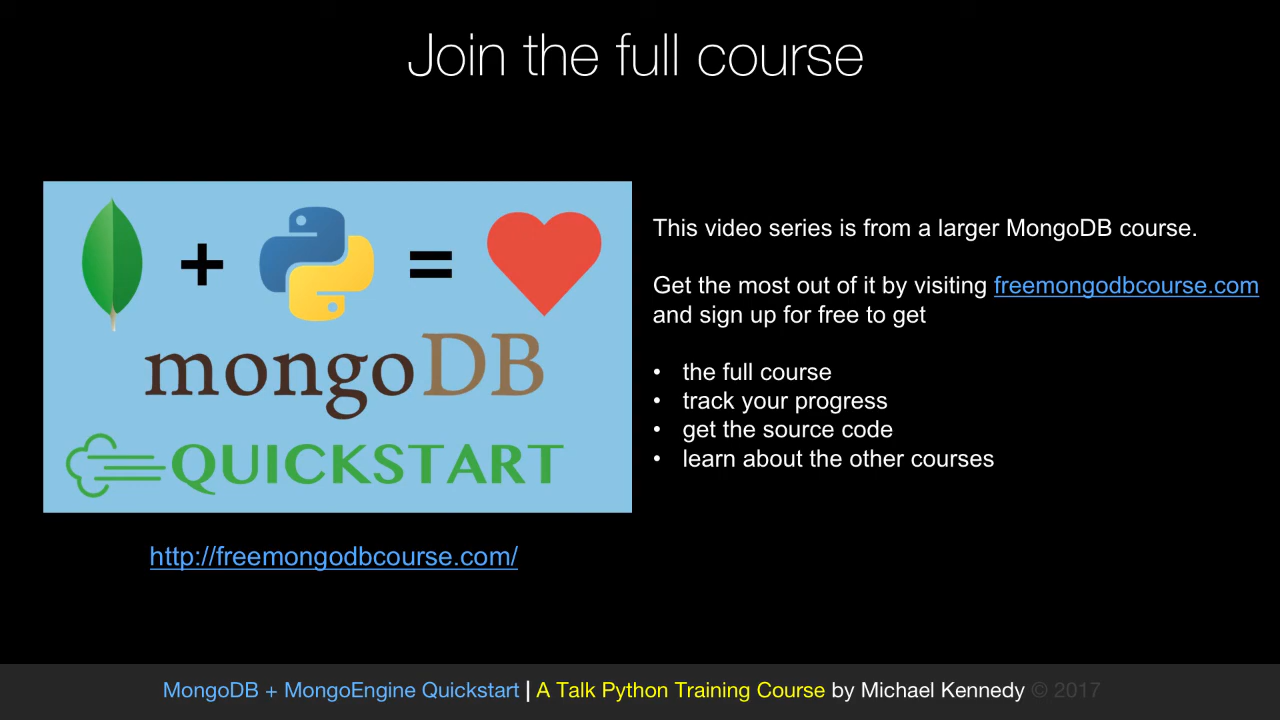 Join the full course
+
=
mongoDB
QUICKSTART
http://freemongodbcourse.com/
This video series is from a larger MongoDB course.
Get the most out of it by visiting freemongodbcourse.com
and sign up for free to get
• the full course
• track your progress
• get the source code
• learn about the other courses
MongoDB + MongoEngine Quickstart | A Talk Python Training Course by Michael Kennedy © 2017